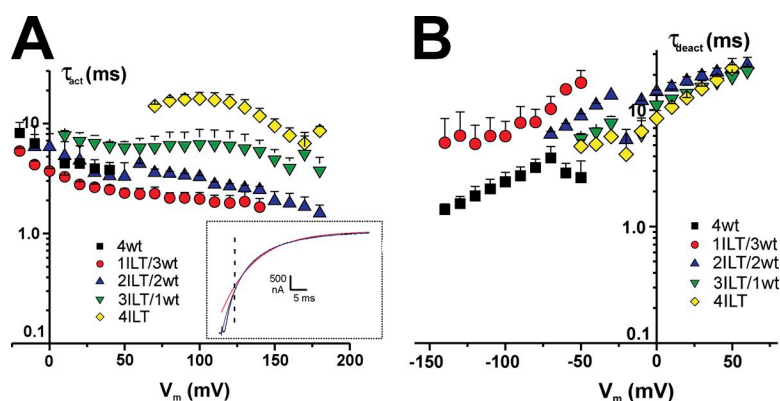 A
B
τact (ms)
10
1.0
0.1
4wt
1ILT/3wt
2ILT/2wt
3ILT/1wt
4ILT
500
nA
5 ms
0 50 100 150 200
Vm (mV)
τdeact (ms)
10
1.0
0.1
4wt
1ILT/3wt
2ILT/2wt
3ILT/1wt
4ILT
-150 -100 -50 0 50
Vm (mV)